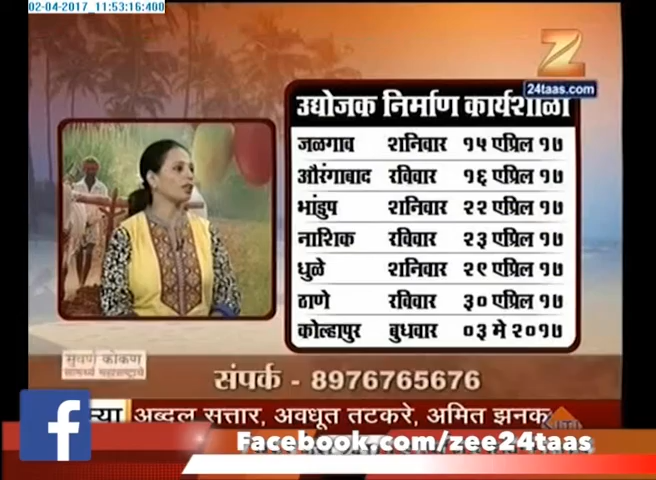 02-04-2017_11:53:16:400
24taas.com
उद्योजक निर्माण कार्यशाळा
जळगाव शनिवार १५ एप्रिल १७
औरंगाबाद रविवार १६ एप्रिल १७
भांडुप शनिवार २२ एप्रिल १७
नाशिक रविवार २३ एप्रिल १७
धुळे शनिवार २९ एप्रिल १७
ठाणे रविवार ३० एप्रिल १७
कोल्हापुर बुधवार ०३ मे २०१७
सुवर्ण कोकण
सामर्थ्य महाराष्ट्राचे
संपर्क - 8976765676
अब्दुल सत्तार, अवधूत तटकरे, अमित झनक
Facebook.com/zee24taas